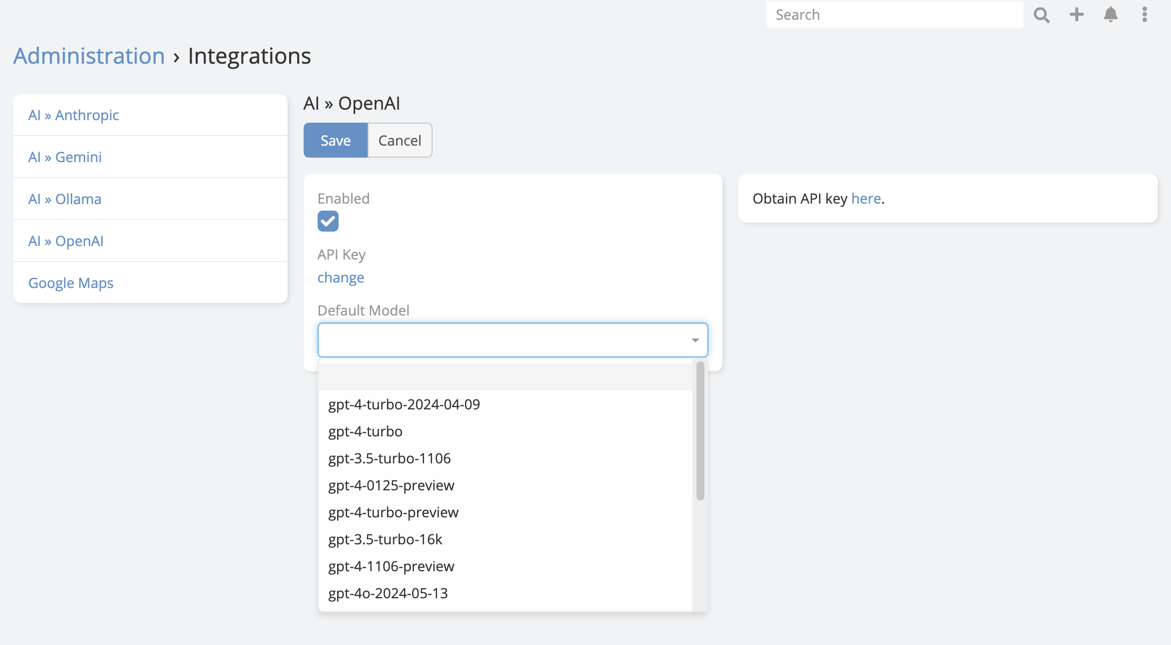 Search
Administration › Integrations
AI » Anthropic
AI » Gemini
AI » Ollama
AI » OpenAI
Google Maps
AI » OpenAI
Save Cancel
Enabled
API Key
change
Default Model
gpt-4-turbo-2024-04-09
gpt-4-turbo
gpt-3.5-turbo-1106
gpt-4-0125-preview
gpt-4-turbo-preview
gpt-3.5-turbo-16k
gpt-4-1106-preview
gpt-4o-2024-05-13
Obtain API key here.